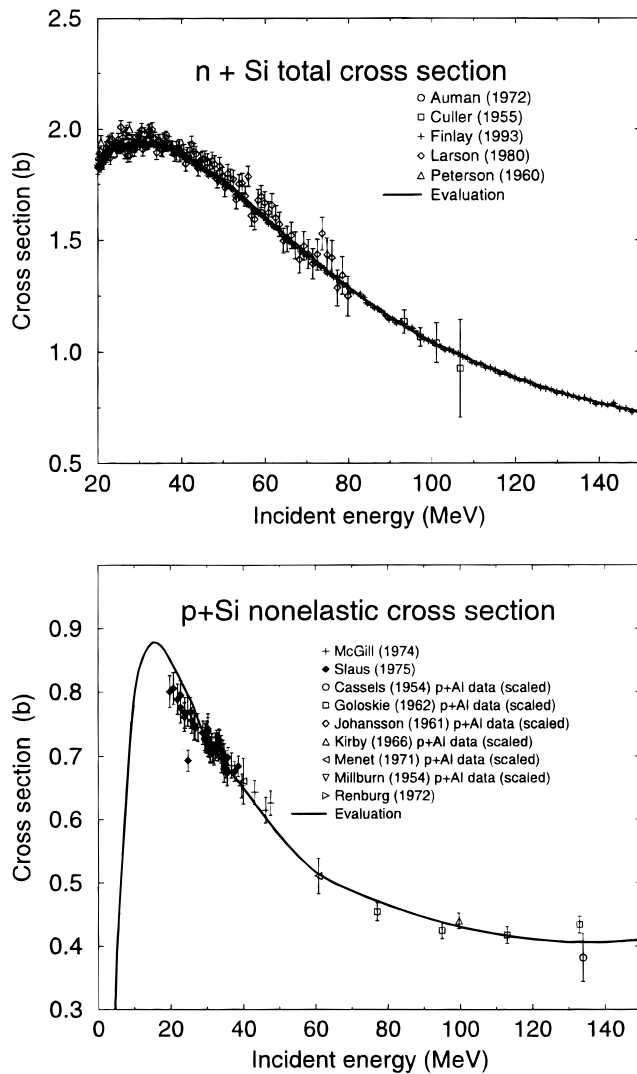 n + Si total cross section
Auman (1972)
Culler (1955)
Finlay (1993)
Larson (1980)
Peterson (1960)
Evaluation
Cross section (b)
2.5
2.0
1.5
1.0
0.5
20 40 60 80 100 120 140
Incident energy (MeV)
p+Si nonelastic cross section
McGill (1974)
Slaus (1975)
Cassels (1954) p+Al data (scaled)
Goloskie (1962) p+Al data (scaled)
Johansson (1961) p+Al data (scaled)
Kirby (1966) p+Al data (scaled)
Menet (1971) p+Al data (scaled)
Millburn (1954) p+Al data (scaled)
Renburg (1972)
Evaluation
Cross section (b)
0.9
0.8
0.7
0.6
0.5
0.4
0.3
0 20 40 60 80 100 120 140
Incident energy (MeV)